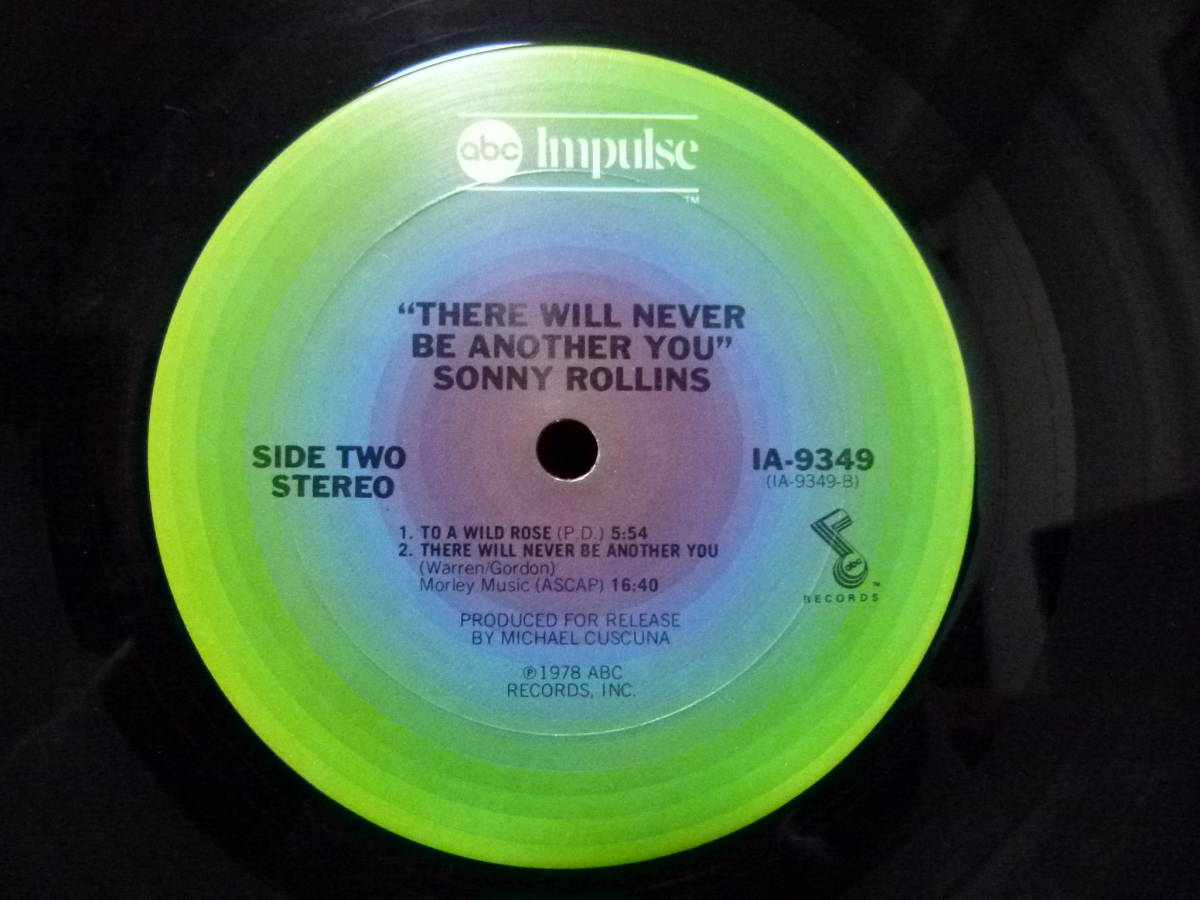 abc Impulse
TM
“THERE WILL NEVER
BE ANOTHER YOU”
SONNY ROLLINS
SIDE TWO
STEREO
IA-9349
(IA-9349-B)
1. TO A WILD ROSE (P.D.) 5:54
2. THERE WILL NEVER BE ANOTHER YOU
(Warren/Gordon)
Morley Music (ASCAP) 16:40
abc
TM
RECORDS
PRODUCED FOR RELEASE
BY MICHAEL CUSCUNA
℗1978 ABC
RECORDS, INC.